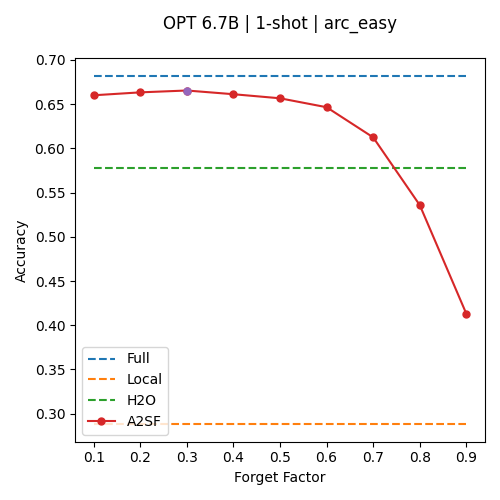 OPT 6.7B | 1-shot | arc_easy
0.70
0.65
0.60
0.55
0.50
0.45
0.40
0.35
0.30
Accuracy
Full
Local
H2O
A2SF
0.1 0.2 0.3 0.4 0.5 0.6 0.7 0.8 0.9
Forget Factor